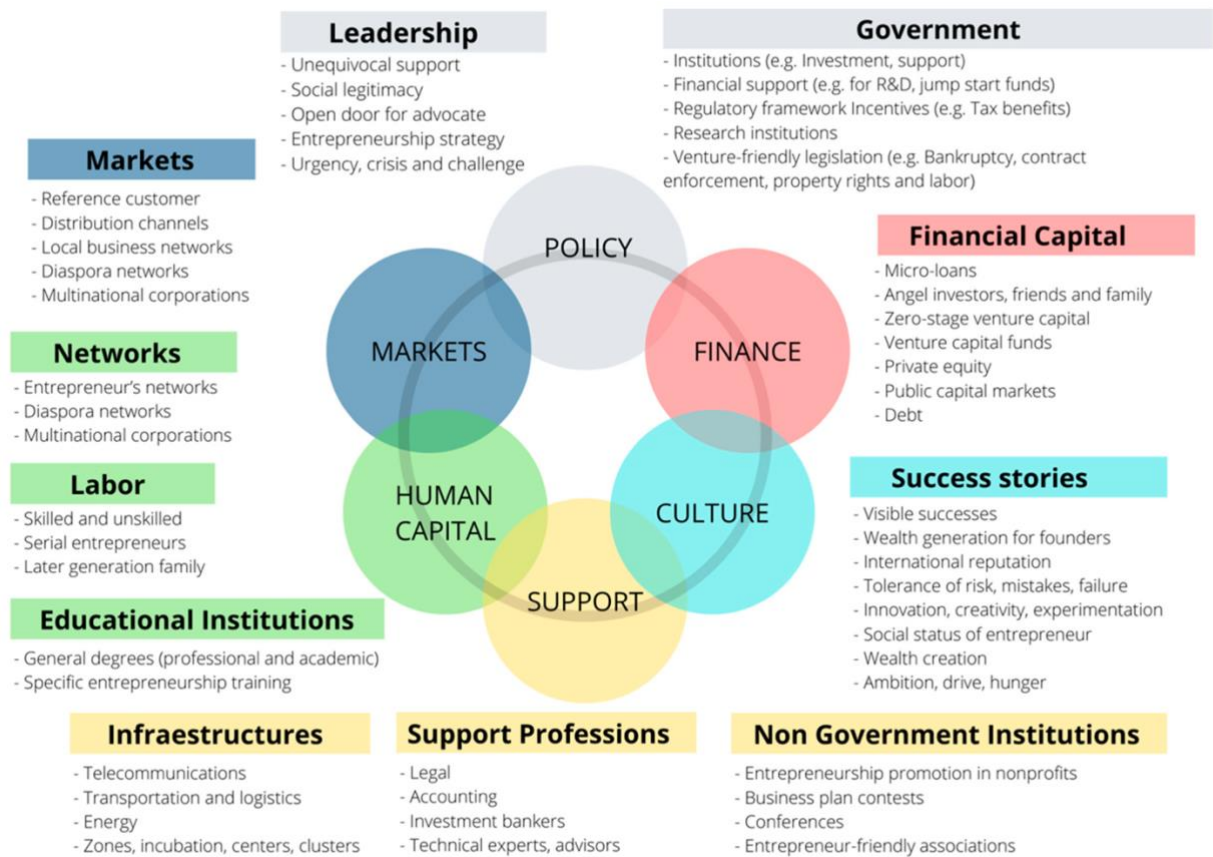 Leadership
- Unequivocal support
- Social legitimacy
- Open door for advocate
- Entrepreneurship strategy
- Urgency, crisis and challenge
Government
- Institutions (e.g. Investment, support)
- Financial support (e.g. for R&D, jump start funds)
- Regulatory framework Incentives (e.g. Tax benefits)
- Research institutions
- Venture-friendly legislation (e.g. Bankruptcy, contract
enforcement, property rights and labor)
Markets
- Reference customer
- Distribution channels
- Local business networks
- Diaspora networks
- Multinational corporations
POLICY
MARKETS
FINANCE
HUMAN
CAPITAL
CULTURE
SUPPORT
Financial Capital
- Micro-loans
- Angel investors, friends and family
- Zero-stage venture capital
- Venture capital funds
- Private equity
- Public capital markets
- Debt
Networks
- Entrepreneur's networks
- Diaspora networks
- Multinational corporations
Labor
- Skilled and unskilled
- Serial entrepreneurs
- Later generation family
Success stories
- Visible successes
- Wealth generation for founders
- International reputation
- Tolerance of risk, mistakes, failure
- Innovation, creativity, experimentation
- Social status of entrepreneur
- Wealth creation
- Ambition, drive, hunger
Educational Institutions
- General degrees (professional and academic)
- Specific entrepreneurship training
Infraestructures
- Telecommunications
- Transportation and logistics
- Energy
- Zones, incubation, centers, clusters
Support Professions
- Legal
- Accounting
- Investment bankers
- Technical experts, advisors
Non Government Institutions
- Entrepreneurship promotion in nonprofits
- Business plan contests
- Conferences
- Entrepreneur-friendly associations